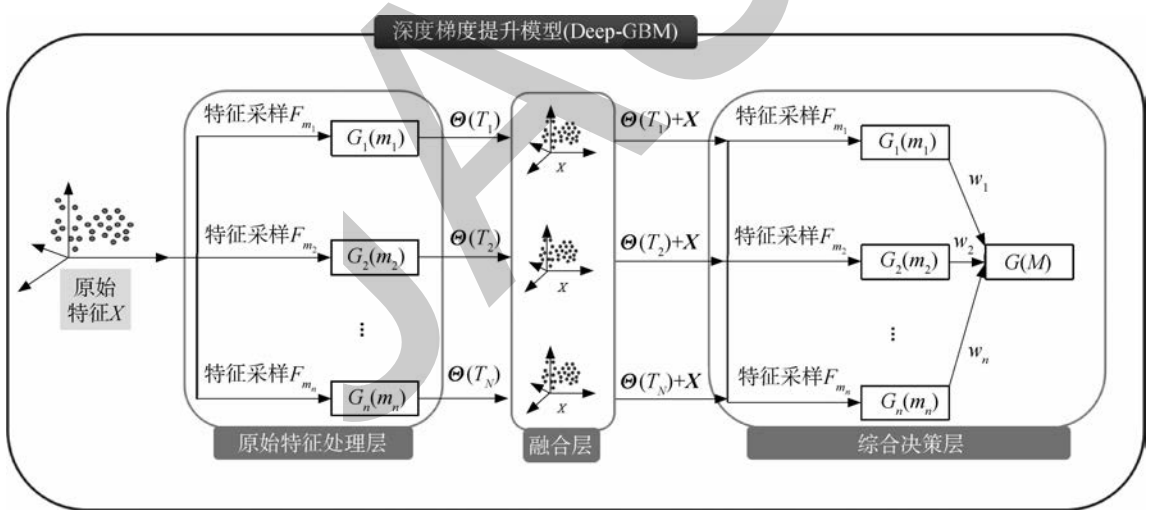 深度梯度提升模型(Deep-GBM)
原始
特征X
特征采样F_{m_1}
G_1(m_1)
特征采样F_{m_2}
G_2(m_2)
⋮
特征采样F_{m_n}
G_n(m_n)
原始特征处理层
Θ(T_1)
Θ(T_2)
Θ(T_N)
x
x
x
融合层
Θ(T_1)+X
Θ(T_2)+X
Θ(T_N)+X
特征采样F_{m_1}
G_1(m_1)
特征采样F_{m_2}
G_2(m_2)
⋮
特征采样F_{m_n}
G_n(m_n)
w_1
w_2
w_n
G(M)
综合决策层